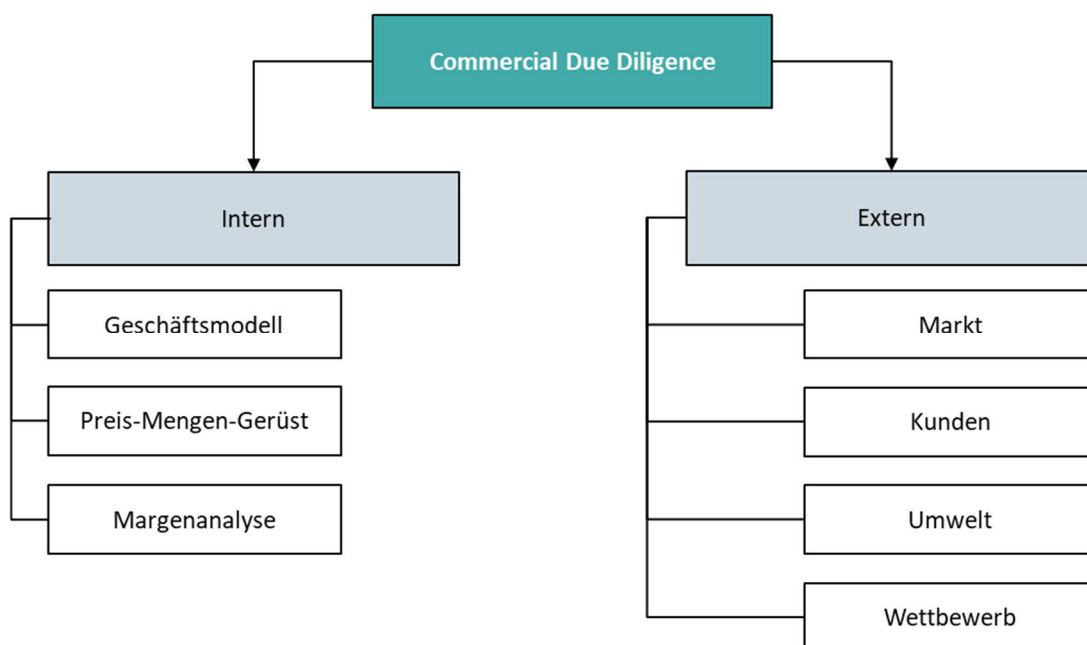 Commercial Due Diligence
Intern
Extern
Geschäftsmodell
Markt
Preis-Mengen-Gerüst
Kunden
Margenanalyse
Umwelt
Wettbewerb